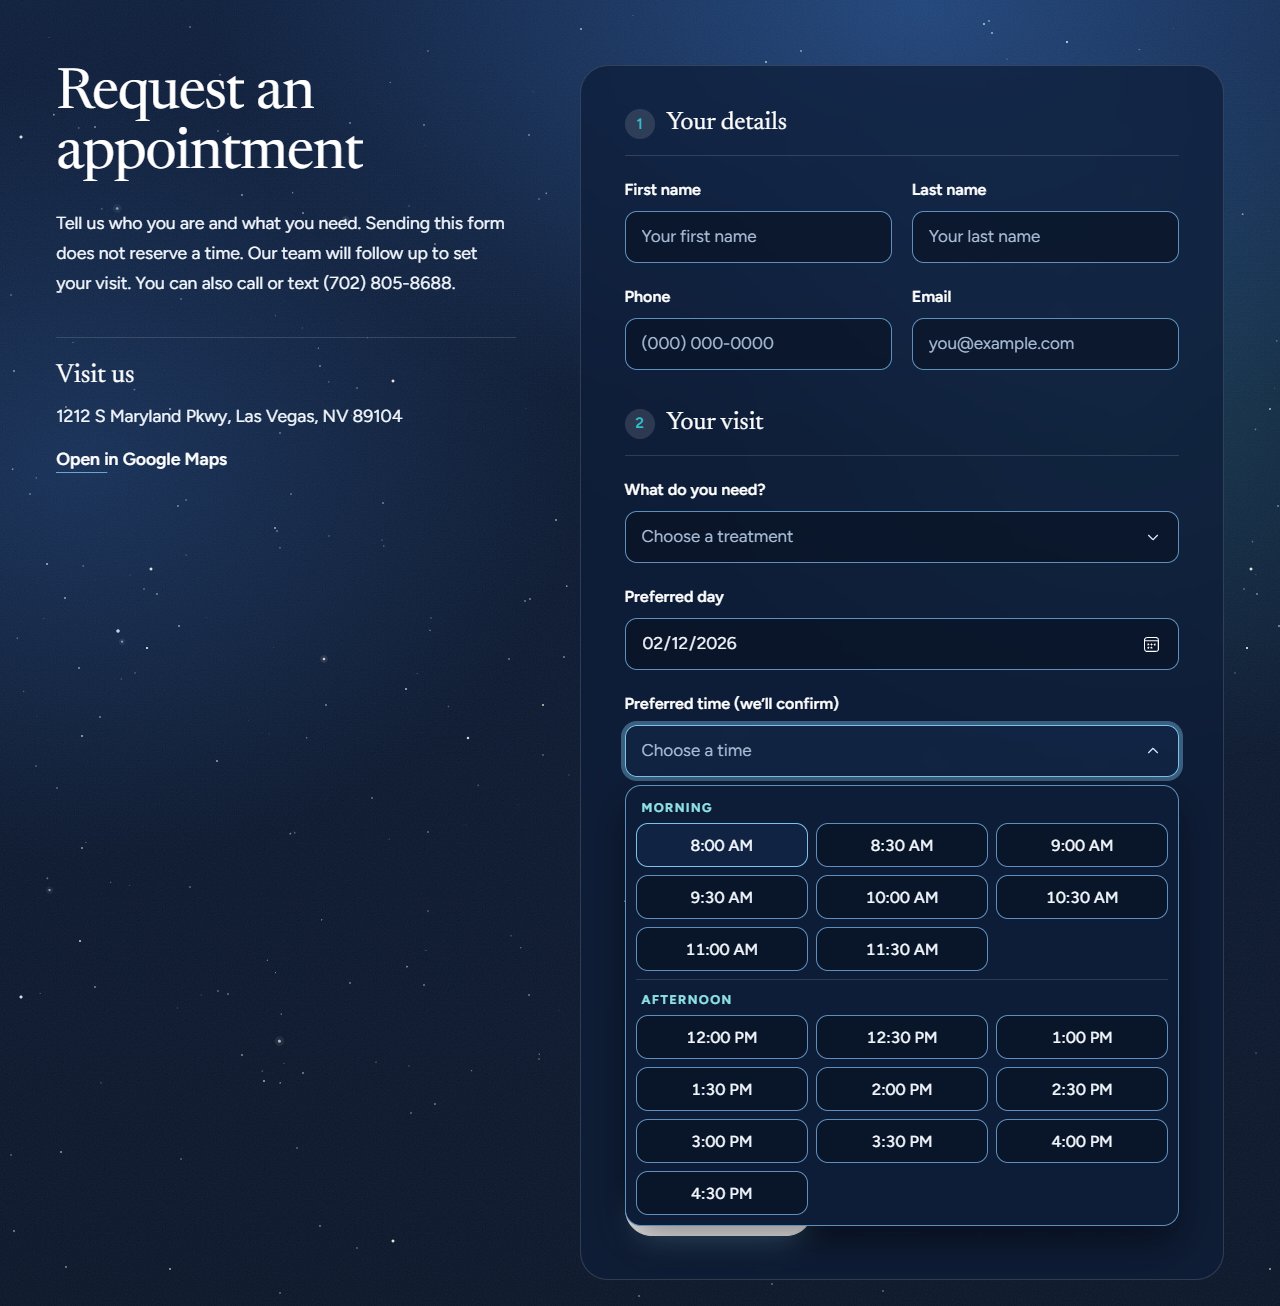 Request an
appointment
Tell us who you are and what you need. Sending this form
does not reserve a time. Our team will follow up to set
your visit. You can also call or text (702) 805-8688.
Visit us
1212 S Maryland Pkwy, Las Vegas, NV 89104
Open in Google Maps
1 Your details
First name
Last name
Your first name
Your last name
Phone
Email
(000) 000-0000
you@example.com
2 Your visit
What do you need?
Choose a treatment
Preferred day
02/12/2026
Preferred time (we’ll confirm)
Choose a time
MORNING
8:00 AM
8:30 AM
9:00 AM
9:30 AM
10:00 AM
10:30 AM
11:00 AM
11:30 AM
AFTERNOON
12:00 PM
12:30 PM
1:00 PM
1:30 PM
2:00 PM
2:30 PM
3:00 PM
3:30 PM
4:00 PM
4:30 PM